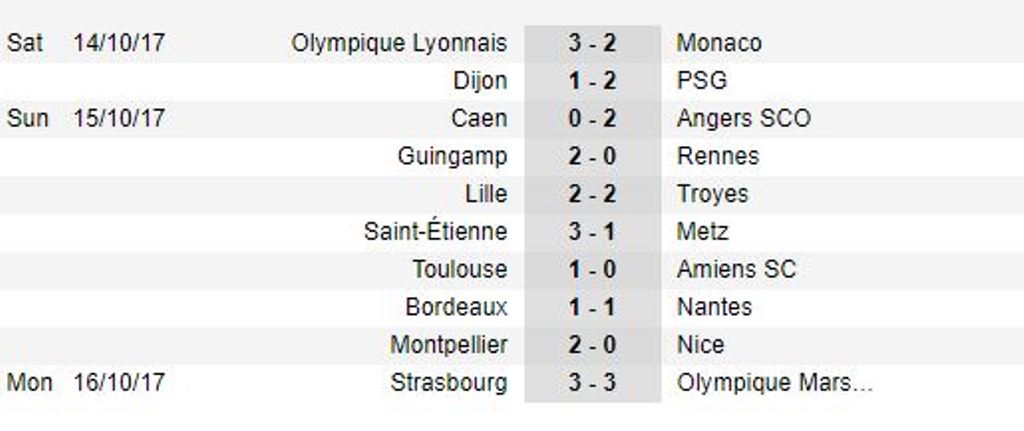 Sat 14/10/17 Olympique Lyonnais 3 - 2 Monaco
Dijon 1 - 2 PSG
Sun 15/10/17 Caen 0 - 2 Angers SCO
Guingamp 2 - 0 Rennes
Lille 2 - 2 Troyes
Saint-Étienne 3 - 1 Metz
Toulouse 1 - 0 Amiens SC
Bordeaux 1 - 1 Nantes
Montpellier 2 - 0 Nice
Mon 16/10/17 Strasbourg 3 - 3 Olympique Mars...